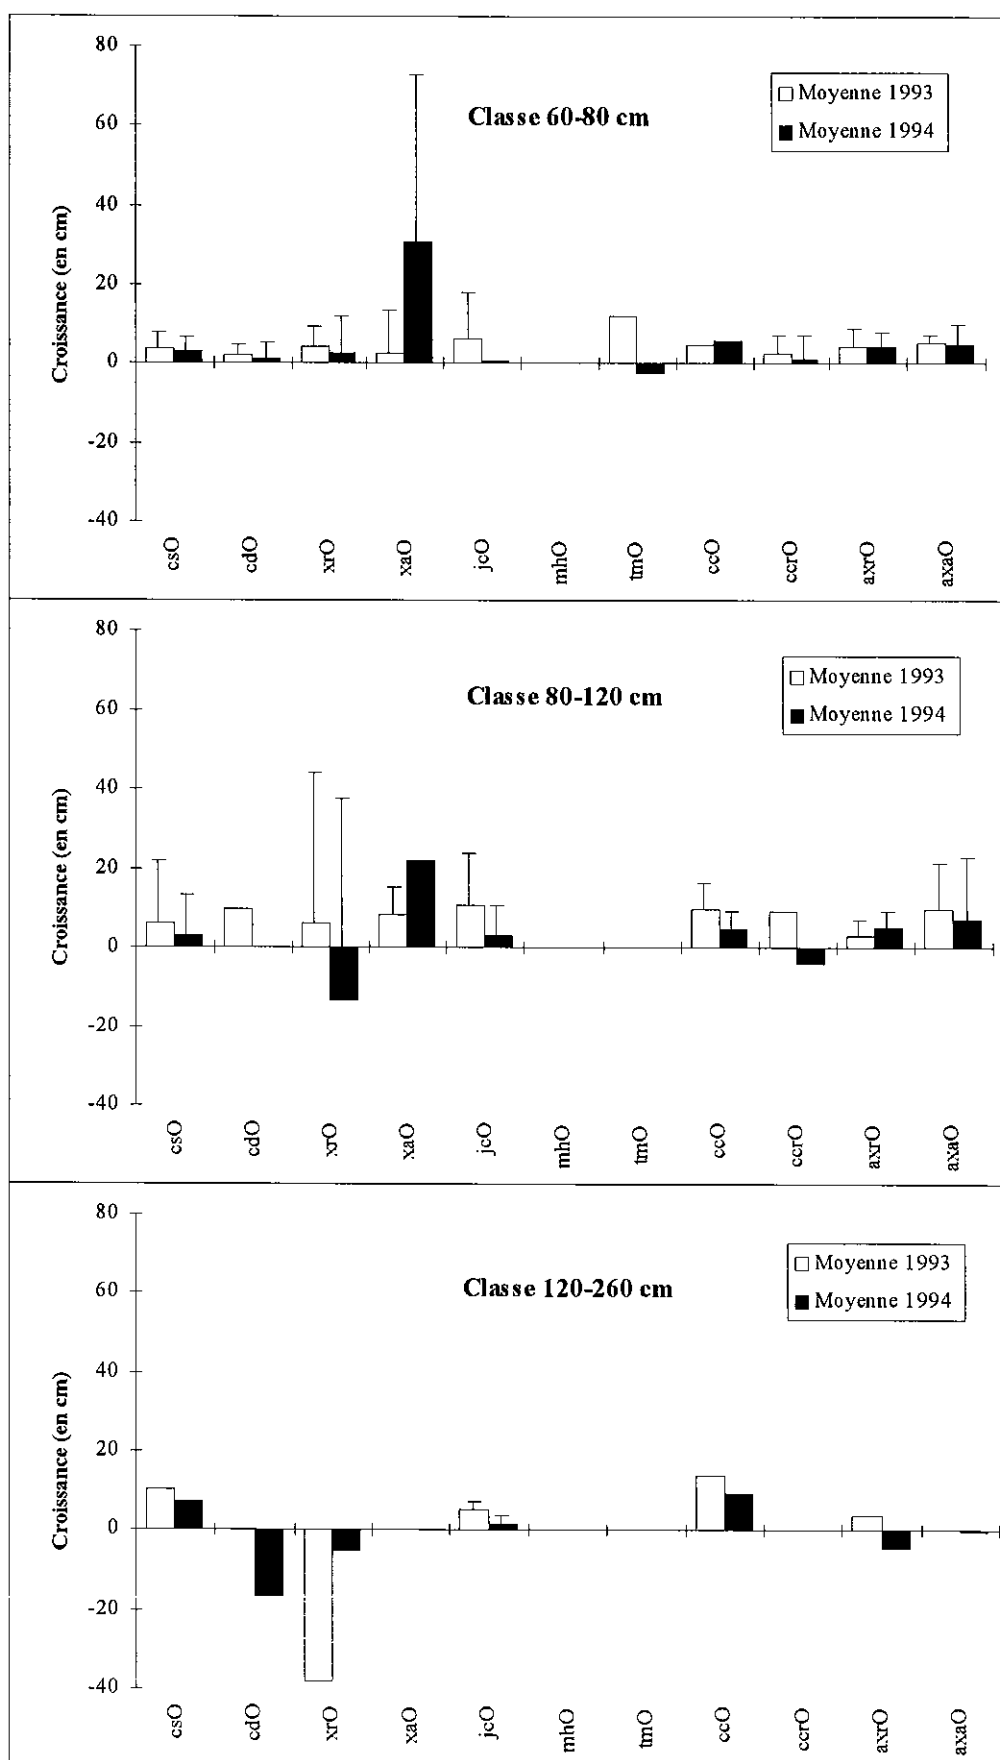 80
Classe 60-80 cm
Moyenne 1993
Moyenne 1994
60
40
20
0
-20
-40
Croissance (en cm)
csO
cdO
xrO
xaO
jcO
mhO
tmO
ccO
ccrO
axrO
axaO
80
Classe 80-120 cm
Moyenne 1993
Moyenne 1994
60
40
20
0
-20
-40
Croissance (en cm)
csO
cdO
xrO
xaO
jcO
mhO
tmO
ccO
ccrO
axrO
axaO
80
Classe 120-260 cm
Moyenne 1993
Moyenne 1994
60
40
20
0
-20
-40
Croissance (en cm)
csO
cdO
xrO
xaO
jcO
mhO
tmO
ccO
ccrO
axrO
axaO